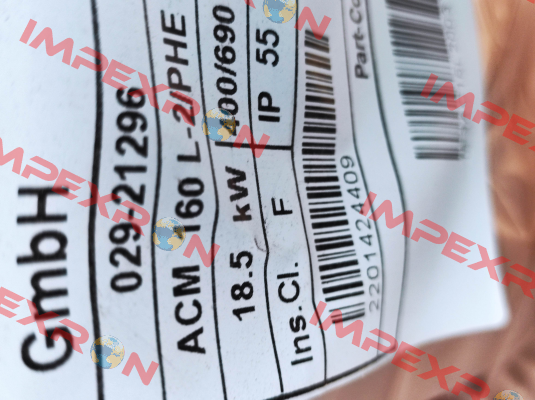 GmbH
029-21296
ACM 160 L-2/PHE
18.5 kW 400/690
Ins.Cl. F IP 55
2201424409
Part-Co
IMPEXRON